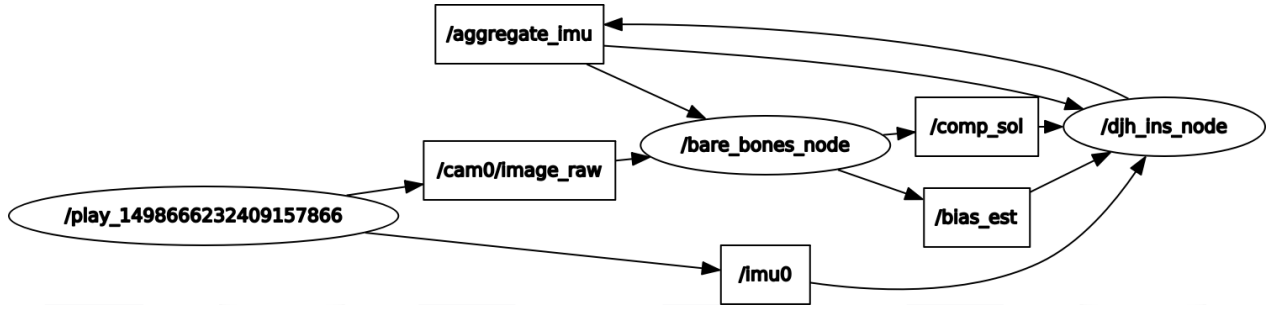 /aggregate_imu
/comp_sol
/djh_ins_node
/bare_bones_node
/cam0/image_raw
/play_1498666232409157866
/bias_est
/imu0